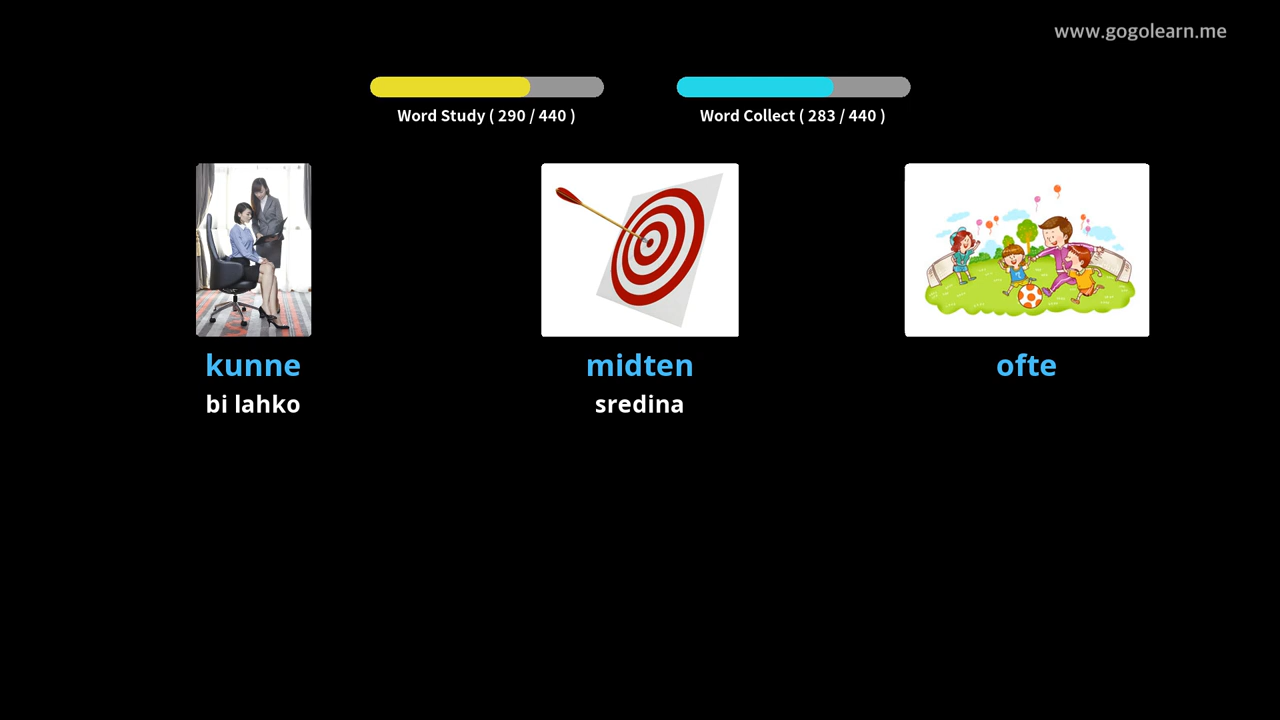 www.gogolearn.me
Word Study ( 290 / 440 )
Word Collect ( 283 / 440 )
kunne
bi lahko
midten
sredina
ofte